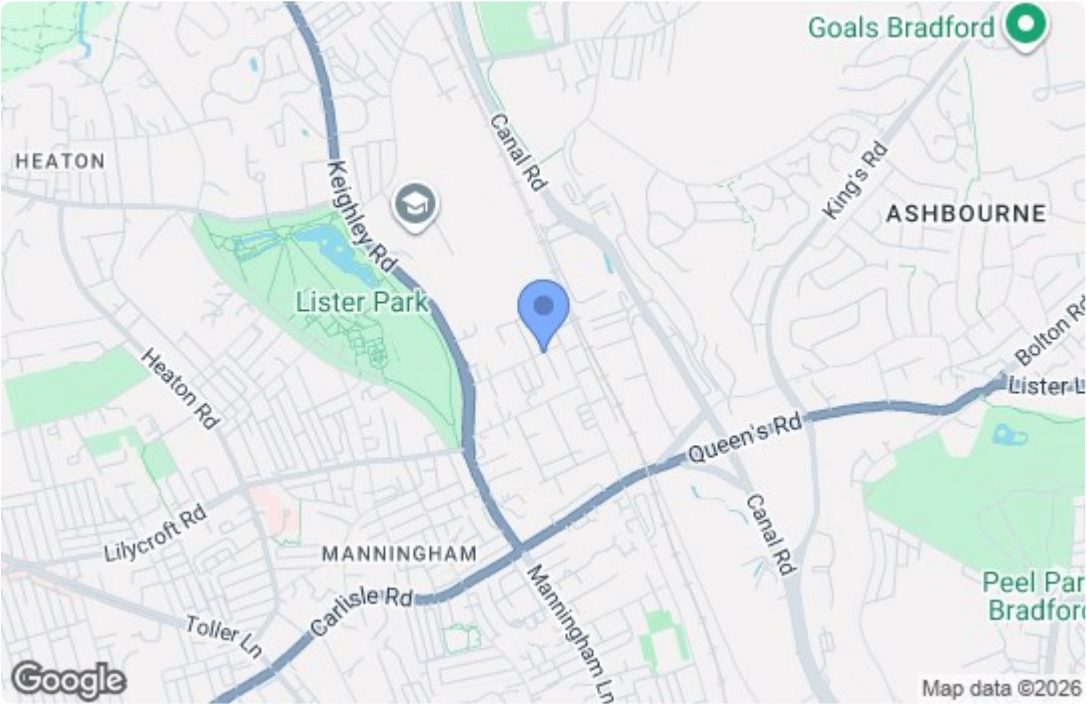 Goals Bradford
Canal Rd
HEATON
King's Rd
Keighley Rd
ASHBOURNE
Lister Park
Bolton Rd
Heaton Rd
Lister L
Queen's Rd
Lilycroft Rd
Canal Rd
MANNINGHAM
Manningham Ln
Carlisle Rd
Peel Par
Bradford
Toller Ln
Google
Map data ©2026